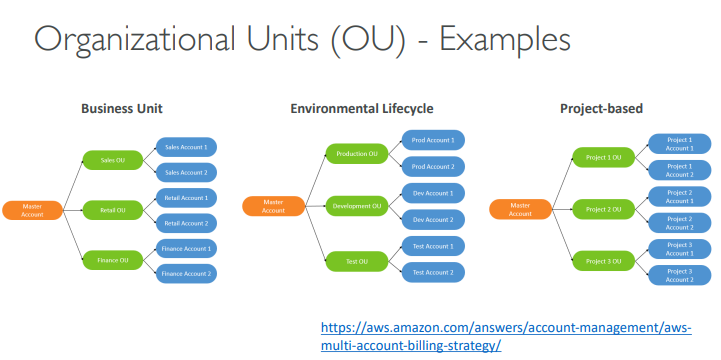 Organizational Units (OU) - Examples
Business Unit
Master
Account
Sales OU
Retail OU
Finance OU
Sales Account 1
Sales Account 2
Retail Account 1
Retail Account 2
Finance Account 1
Finance Account 2
Environmental Lifecycle
Master
Account
Production OU
Development OU
Test OU
Prod Account 1
Prod Account 2
Dev Account 1
Dev Account 2
Test Account 1
Test Account 2
Project-based
Master
Account
Project 1 OU
Project 2 OU
Project 3 OU
Project 1
Account 1
Project 1
Account 2
Project 2
Account 1
Project 2
Account 2
Project 3
Account 1
Project 3
Account 2
https://aws.amazon.com/answers/account-management/aws-
multi-account-billing-strategy/